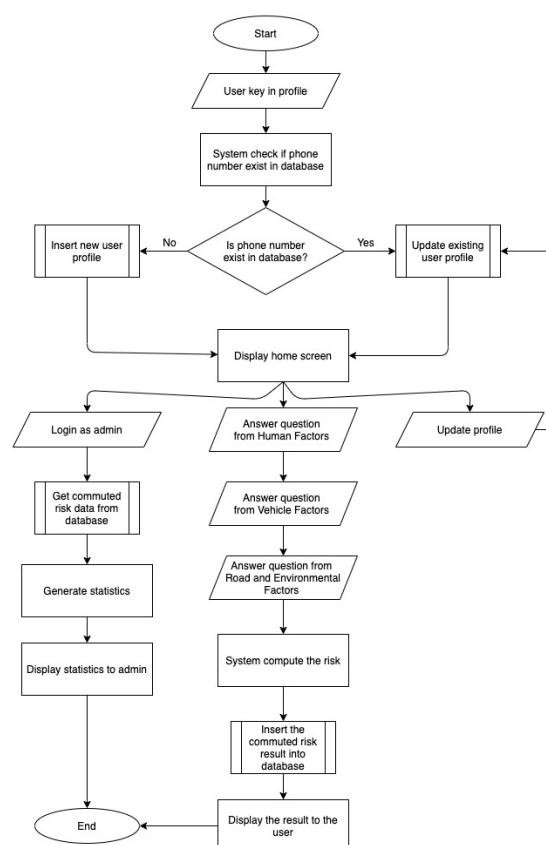 Start
User key in profile
System check if phone
number exist in database
Is phone number
exist in database?
No
Yes
Insert new user
profile
Update existing
user profile
Display home screen
Login as admin
Answer question
from Human Factors
Update profile
Get commuted
risk data from
database
Answer question
from Vehicle Factors
Generate statistics
Answer question from
Road and Environmental
Factors
Display statistics to admin
System compute the risk
Insert the
commuted risk
result into
database
End
Display the result to the
user